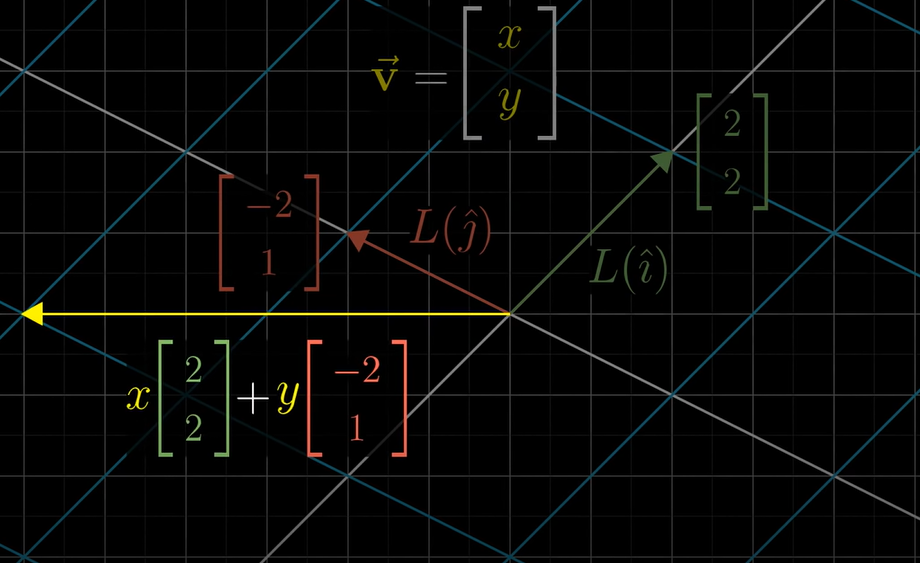 v⃗ = [x y]
[2 2]
[−2 1]
L(ĵ)
L(î)
x[2 2] + y[−2 1]